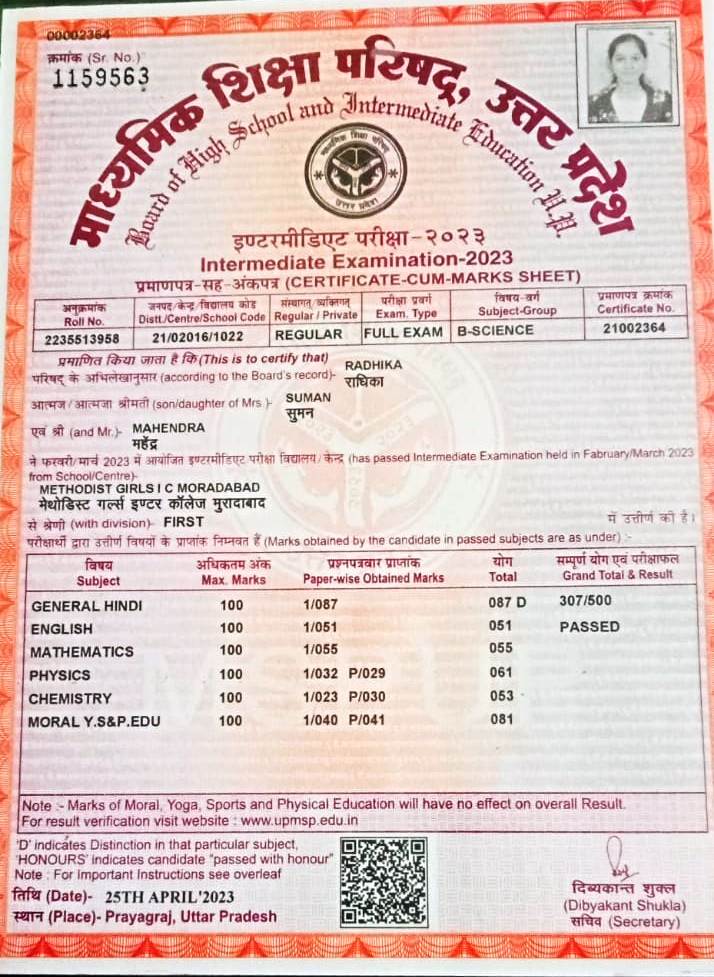 00002364
क्रमांक (Sr. No.)
1159563
माध्यमिक शिक्षा परिषद्, उत्तर प्रदेश
Board of High School and Intermediate Education U.P.
माध्यमिक शिक्षा परिषद
उत्तर प्रदेश
इण्टरमीडिएट परीक्षा-२०२३
Intermediate Examination-2023
प्रमाणपत्र-सह-अंकपत्र (CERTIFICATE-CUM-MARKS SHEET)
अनुक्रमांक जनपद/केन्द्र/विद्यालय कोड संस्थागत/व्यक्तिगत परीक्षा प्रवर्ग विषय-वर्ग प्रमाणपत्र क्रमांक
Roll No. Distt./Centre/School Code Regular / Private Exam. Type Subject-Group Certificate No.
2235513958 21/02016/1022 REGULAR FULL EXAM B-SCIENCE 21002364
प्रमाणित किया जाता है कि (This is to certify that)
परिषद् के अभिलेखानुसार (according to the Board's record)- RADHIKA
राधिका
आत्मज/आत्मजा श्रीमती (son/daughter of Mrs.)- SUMAN
सुमन
एवं श्री (and Mr.)- MAHENDRA
महेंद्र
ने फरवरी/मार्च 2023 में आयोजित इण्टरमीडिएट परीक्षा विद्यालय/केन्द्र (has passed Intermediate Examination held in Fabruary/March 2023
from School/Centre)-
METHODIST GIRLS I C MORADABAD
मेथोडिस्ट गर्ल्स इण्टर कॉलेज मुरादाबाद
से श्रेणी (with division)- FIRST में उत्तीर्ण की है।
परीक्षार्थी द्वारा उत्तीर्ण विषयों के प्राप्तांक निम्नवत हैं (Marks obtained by the candidate in passed subjects are as under) :-
विषय अधिकतम अंक प्रश्नपत्रवार प्राप्तांक योग सम्पूर्ण योग एवं परीक्षाफल
Subject Max. Marks Paper-wise Obtained Marks Total Grand Total & Result
GENERAL HINDI 100 1/087 087 D 307/500
ENGLISH 100 1/051 051 PASSED
MATHEMATICS 100 1/055 055
PHYSICS 100 1/032 P/029 061
CHEMISTRY 100 1/023 P/030 053
MORAL Y.S&P.EDU 100 1/040 P/041 081
Note :- Marks of Moral, Yoga, Sports and Physical Education will have no effect on overall Result.
For result verification visit website : www.upmsp.edu.in
'D' indicates Distinction in that particular subject,
'HONOURS' indicates candidate "passed with honour"
Note : For Important Instructions see overleaf
तिथि (Date)- 25TH APRIL'2023
स्थान (Place)- Prayagraj, Uttar Pradesh
दिब्यकान्त शुक्ल
(Dibyakant Shukla)
सचिव (Secretary)